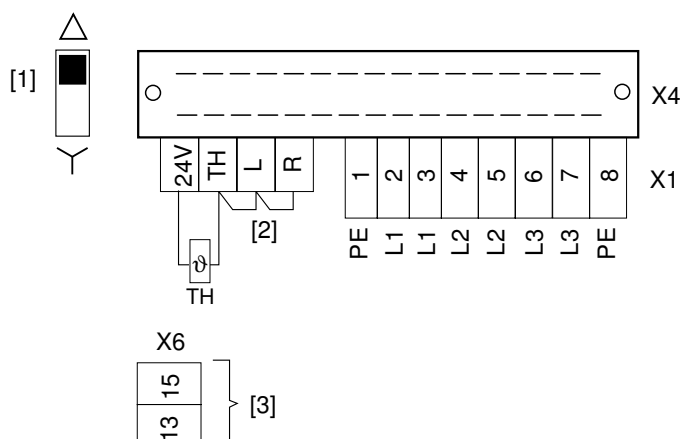 [1]
X4
24V TH L R 1 2 3 4 5 6 7 8 X1
[2]
PE L1 L1 L2 L2 L3 L3 PE
ϑ
TH
X6
15
[3]
13